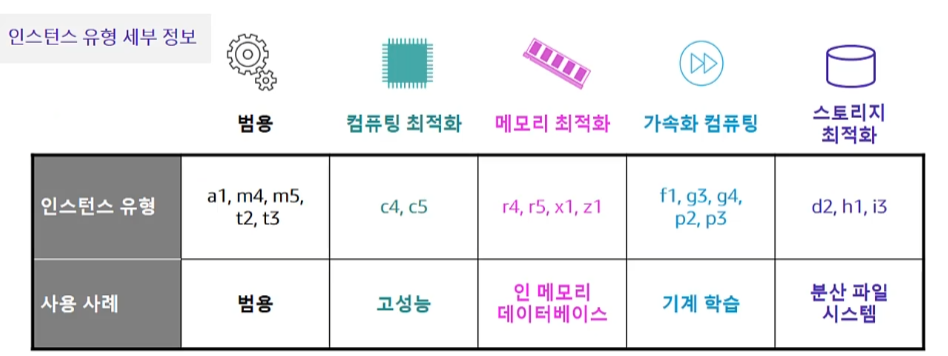 인스턴스 유형 세부 정보
범용
컴퓨팅 최적화
메모리 최적화
가속화 컴퓨팅
스토리지
최적화
인스턴스 유형
a1, m4, m5,
t2, t3
c4, c5
r4, r5, x1, z1
f1, g3, g4,
p2, p3
d2, h1, i3
사용 사례
범용
고성능
인 메모리
데이터베이스
기계 학습
분산 파일
시스템